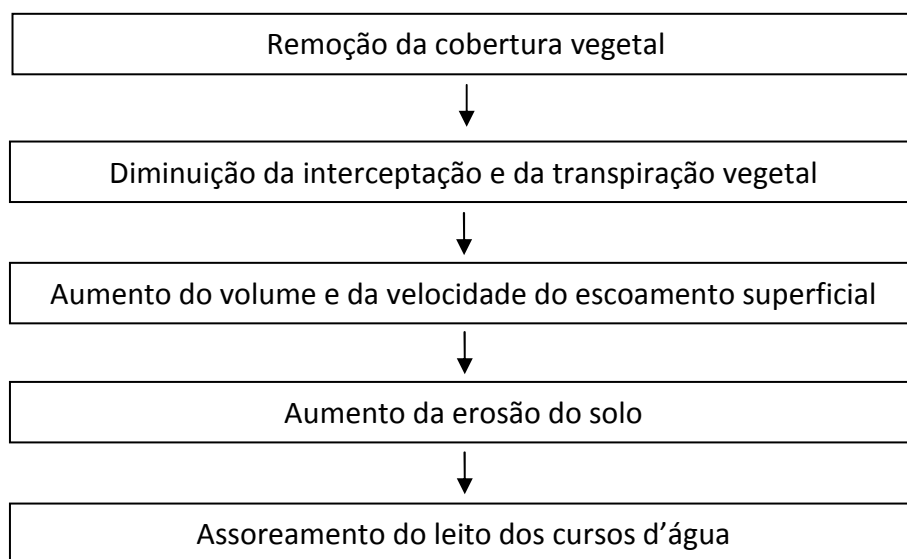 Remoção da cobertura vegetal
Diminuição da interceptação e da transpiração vegetal
Aumento do volume e da velocidade do escoamento superficial
Aumento da erosão do solo
Assoreamento do leito dos cursos d’água